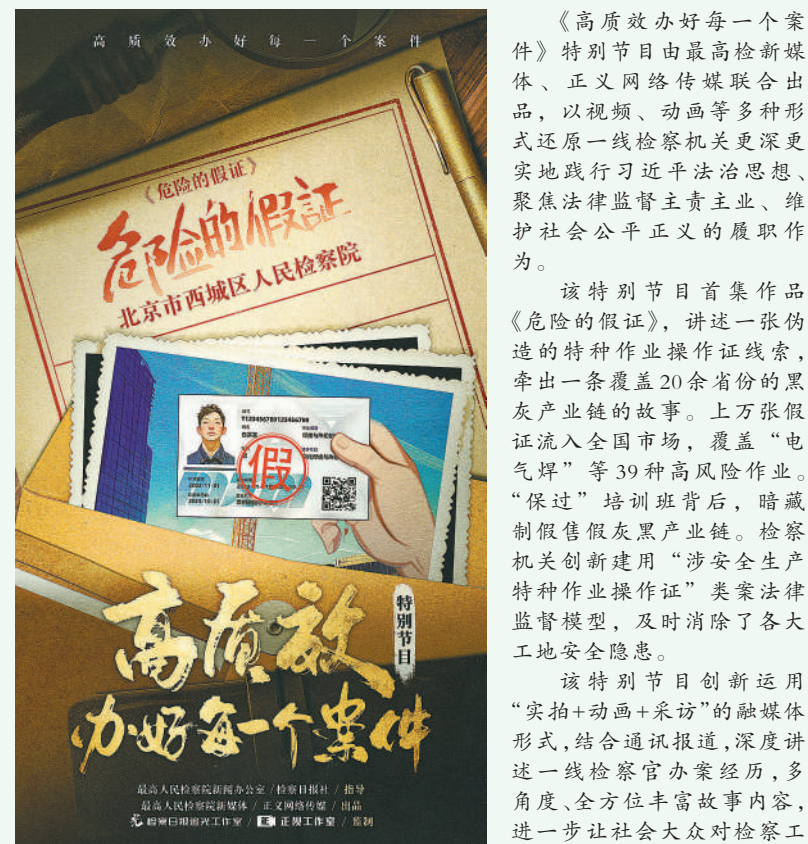 高质效办好每一个案件
《危险的假证》
危险的假証
北京市西城区人民检察院
假
特别节目
高质效
办好每一个案件
最高人民检察院新闻办公室 / 检察日报社 / 指导
最高人民检察院新媒体 / 正义网络传媒 / 出品
检察日报追光工作室 / 正视工作室 / 监制
《高质效办好每一个案
件》特别节目由最高检新媒
体、正义网络传媒联合出
品，以视频、动画等多种形
式还原一线检察机关更深更
实地践行习近平法治思想、
聚焦法律监督主责主业、维
护社会公平正义的履职作
为。
该特别节目首集作品
《危险的假证》，讲述一张伪
造的特种作业操作证线索，
牵出一条覆盖20余省份的黑
灰产业链的故事。上万张假
证流入全国市场，覆盖“电
气焊”等39种高风险作业。
“保过”培训班背后，暗藏
制假售假灰黑产业链。检察
机关创新建用“涉安全生产
特种作业操作证”类案法律
监督模型，及时消除了各大
工地安全隐患。
该特别节目创新运用
“实拍+动画+采访”的融媒体
形式，结合通讯报道，深度讲
述一线检察官办案经历，多
角度、全方位丰富故事内容，
进一步让社会大众对检察工